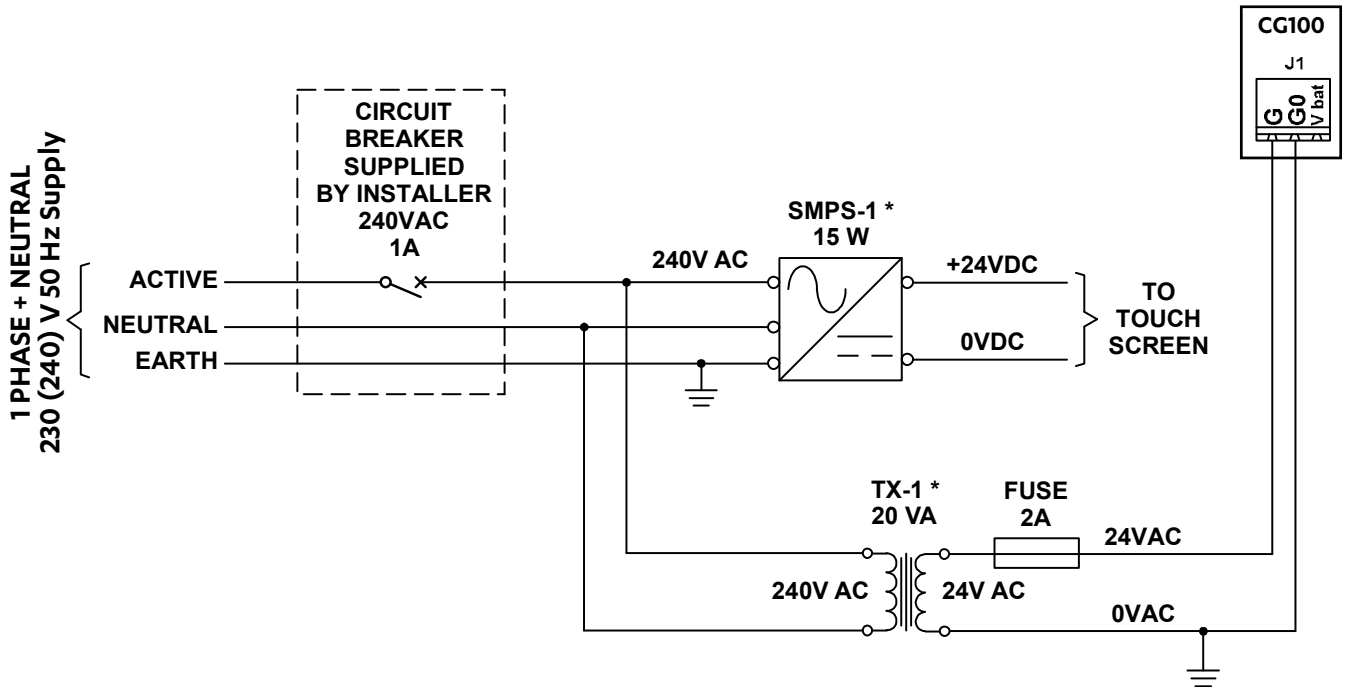 CG100
J1
G
G0
V bat
1 PHASE + NEUTRAL
230 (240) V 50 Hz Supply
CIRCUIT
BREAKER
SUPPLIED
BY INSTALLER
240VAC
1A
ACTIVE
NEUTRAL
EARTH
240V AC
SMPS-1 *
15 W
+24VDC
0VDC
TO
TOUCH
SCREEN
TX-1 *
20 VA
FUSE
2A
24VAC
240V AC
24V AC
0VAC